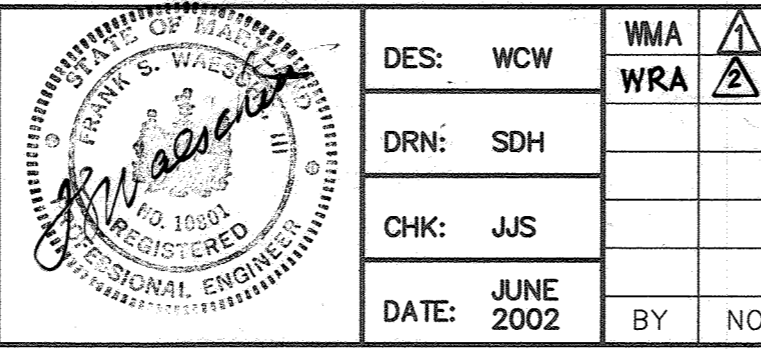 STATE OF MARYLAND
FRANK S. WAESCHE, III
NO. 10801
REGISTERED
PROFESSIONAL ENGINEER
DES: WCW
DRN: SDH
CHK: JJS
DATE: JUNE 2002
WMA 1
WRA 2
BY NO